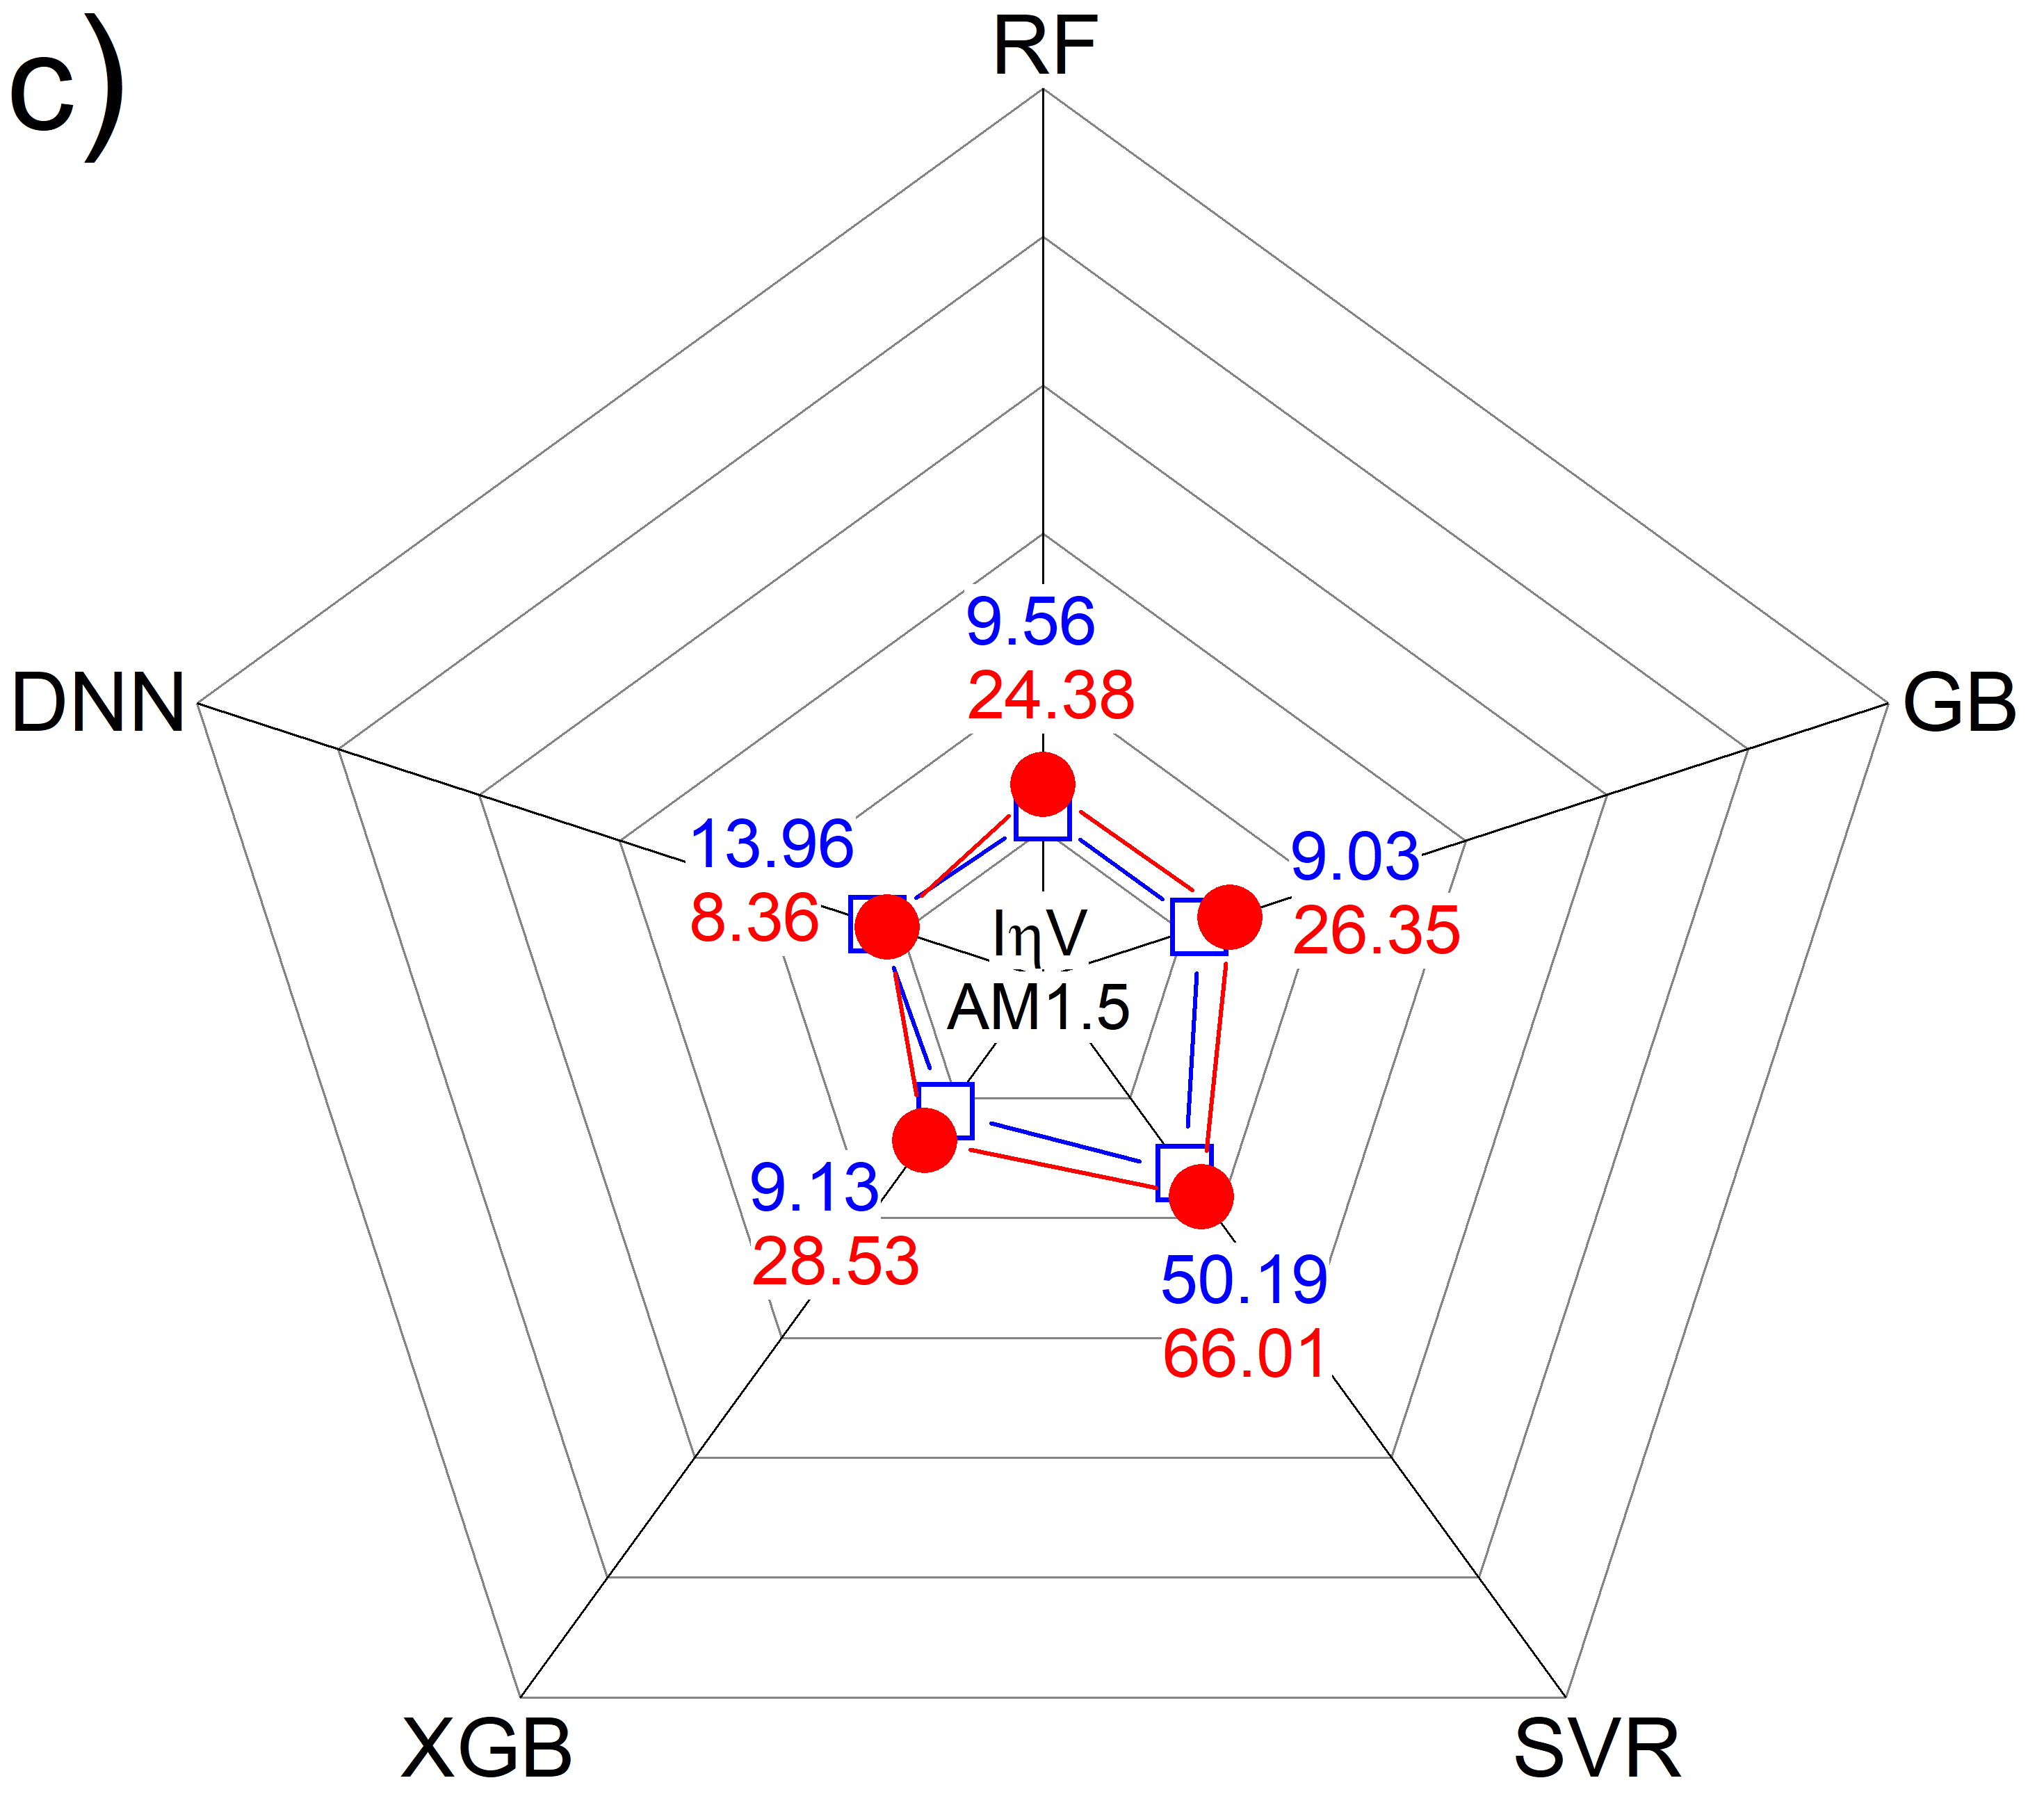 c)
RF
9.56
24.38
DNN
GB
13.96
8.36
9.03
26.35
IηV
AM1.5
9.13
28.53
50.19
66.01
XGB
SVR